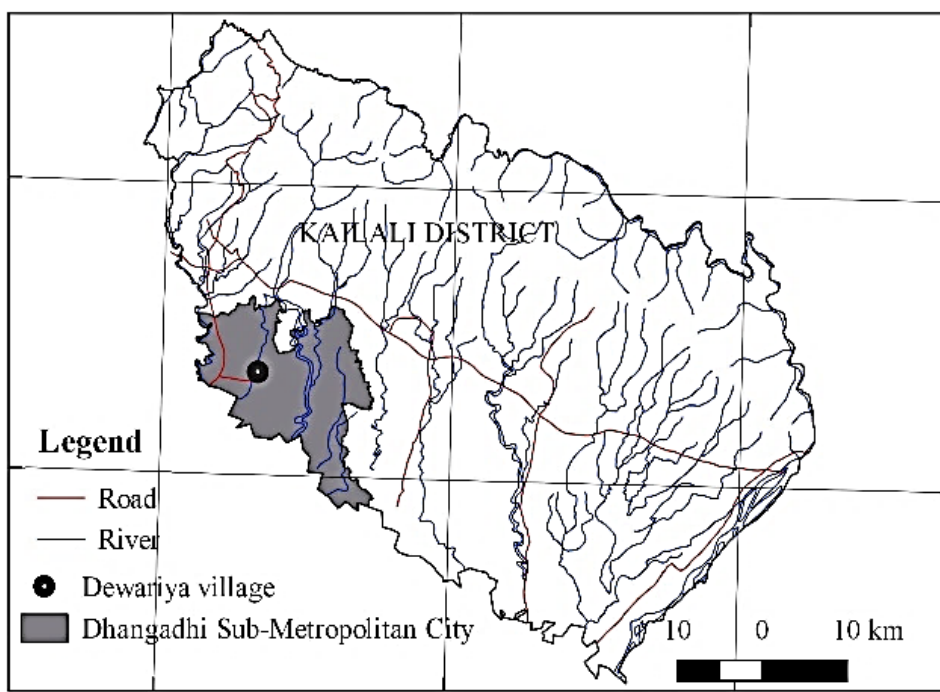 KAILALI DISTRICT
Legend
Road
River
Dewariya village
Dhangadhi Sub-Metropolitan City
10 0 10 km